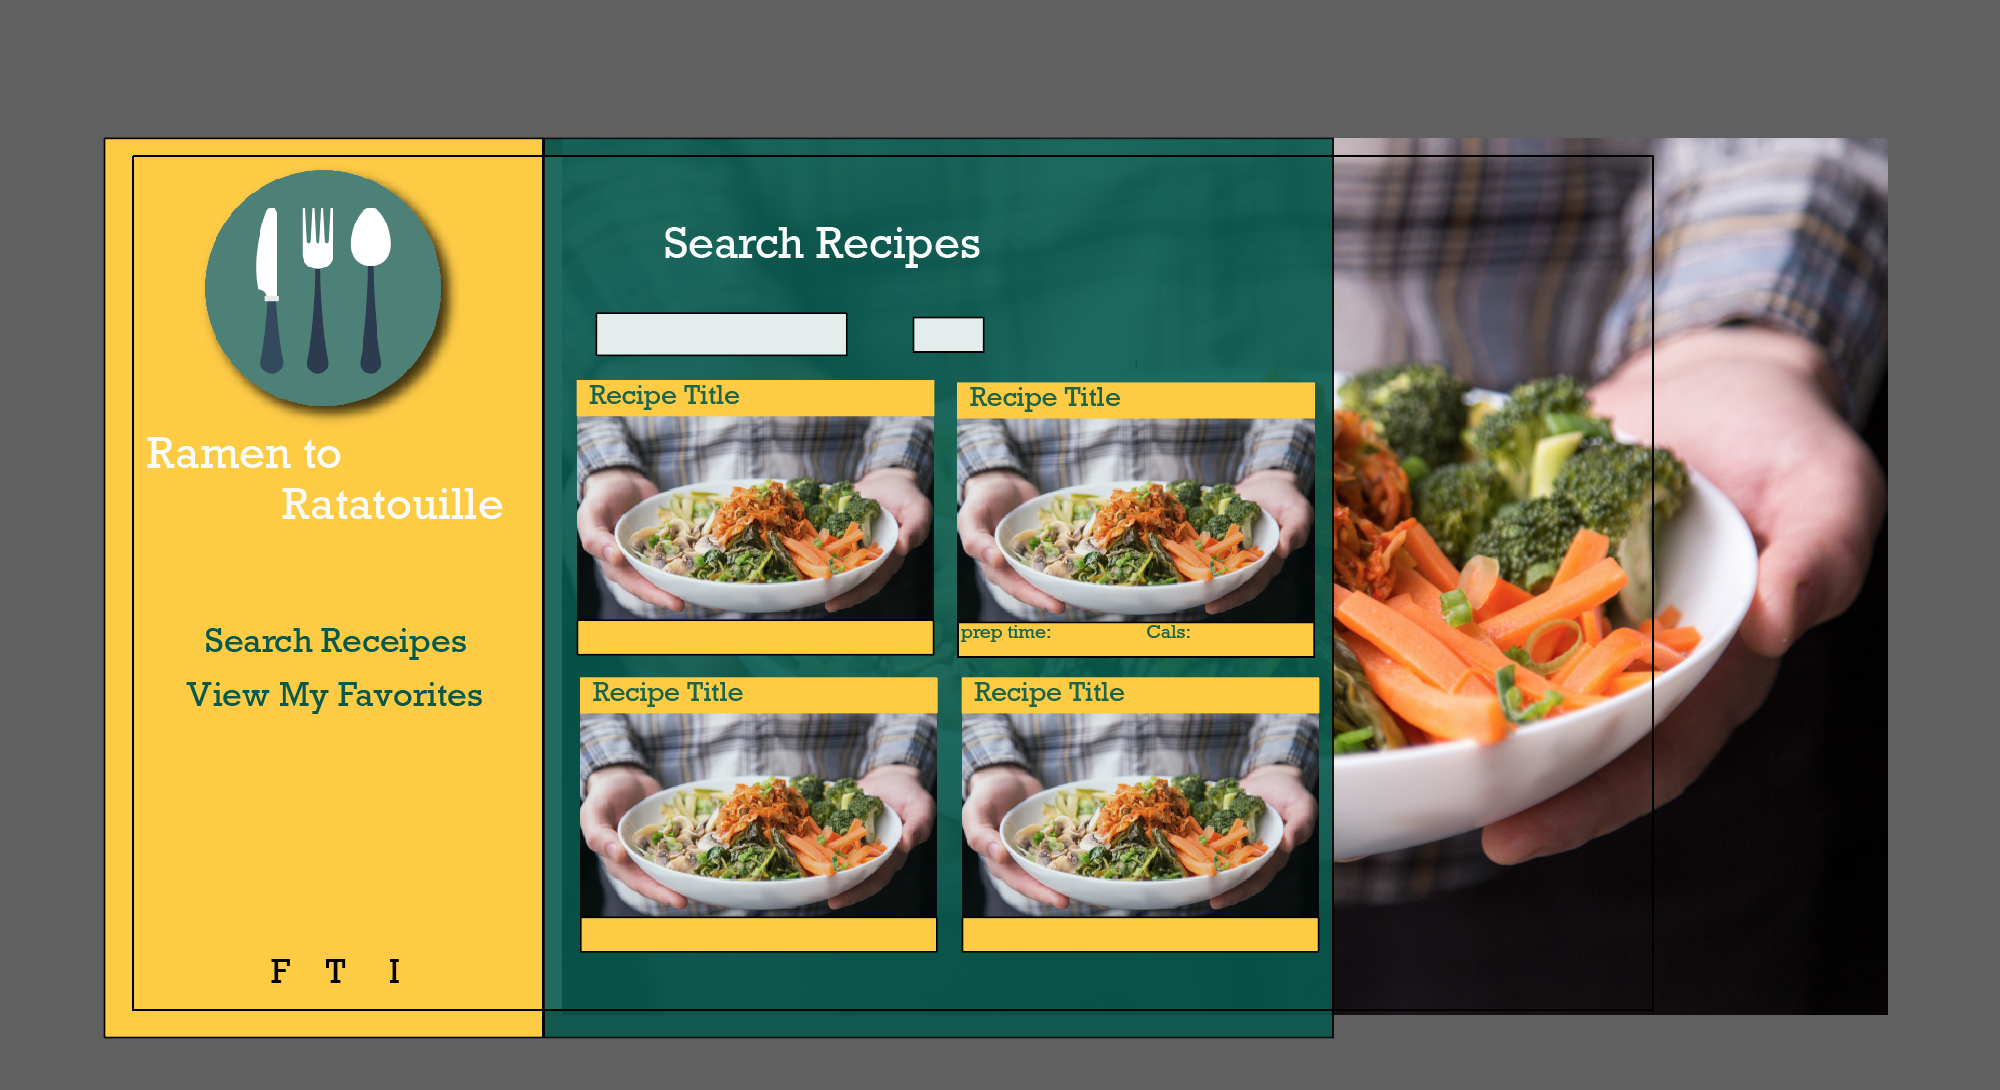 Ramen to
Ratatouille
Search Receipes
View My Favorites
F T I
Search Recipes
Recipe Title
Recipe Title
prep time: Cals:
Recipe Title
Recipe Title